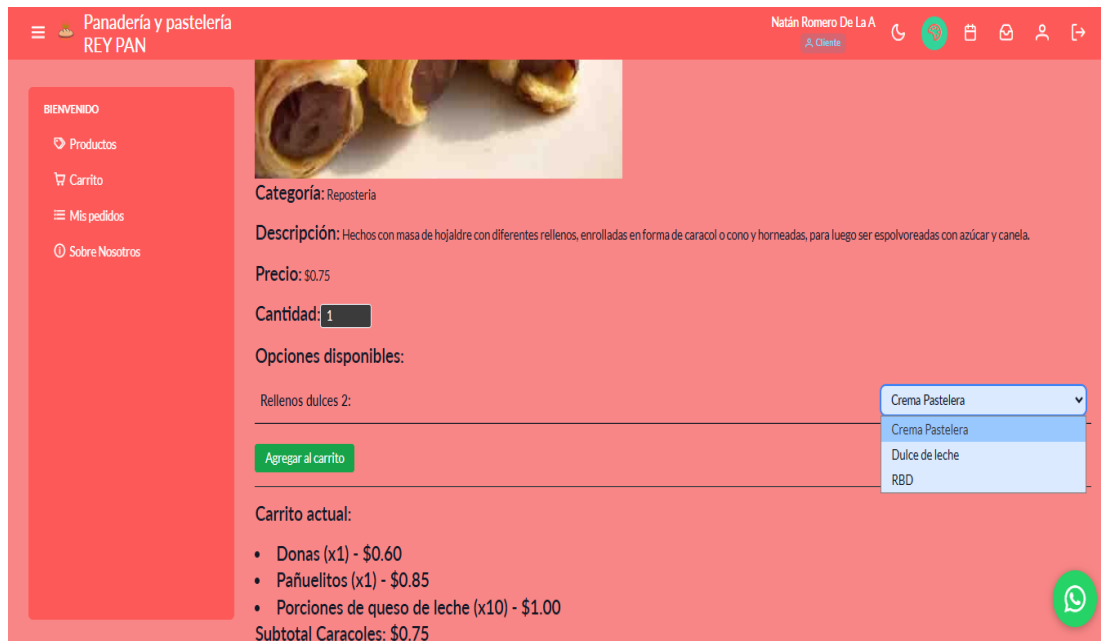 Panadería y pastelería
REY PAN
Natán Romero De La A
Cliente
BIENVENIDO
Productos
Carrito
Mis pedidos
Sobre Nosotros
Categoría: Reposteria
Descripción: Hechos con masa de hojaldre con diferentes rellenos, enrolladas en forma de caracol o cono y horneadas, para luego ser espolvoreadas con azúcar y canela.
Precio: $0.75
Cantidad: 1
Opciones disponibles:
Rellenos dulces 2:
Crema Pastelera
Crema Pastelera
Dulce de leche
RBD
Agregar al carrito
Carrito actual:
• Donas (x1) - $0.60
• Pañuelitos (x1) - $0.85
• Porciones de queso de leche (x10) - $1.00
Subtotal Caracoles: $0.75